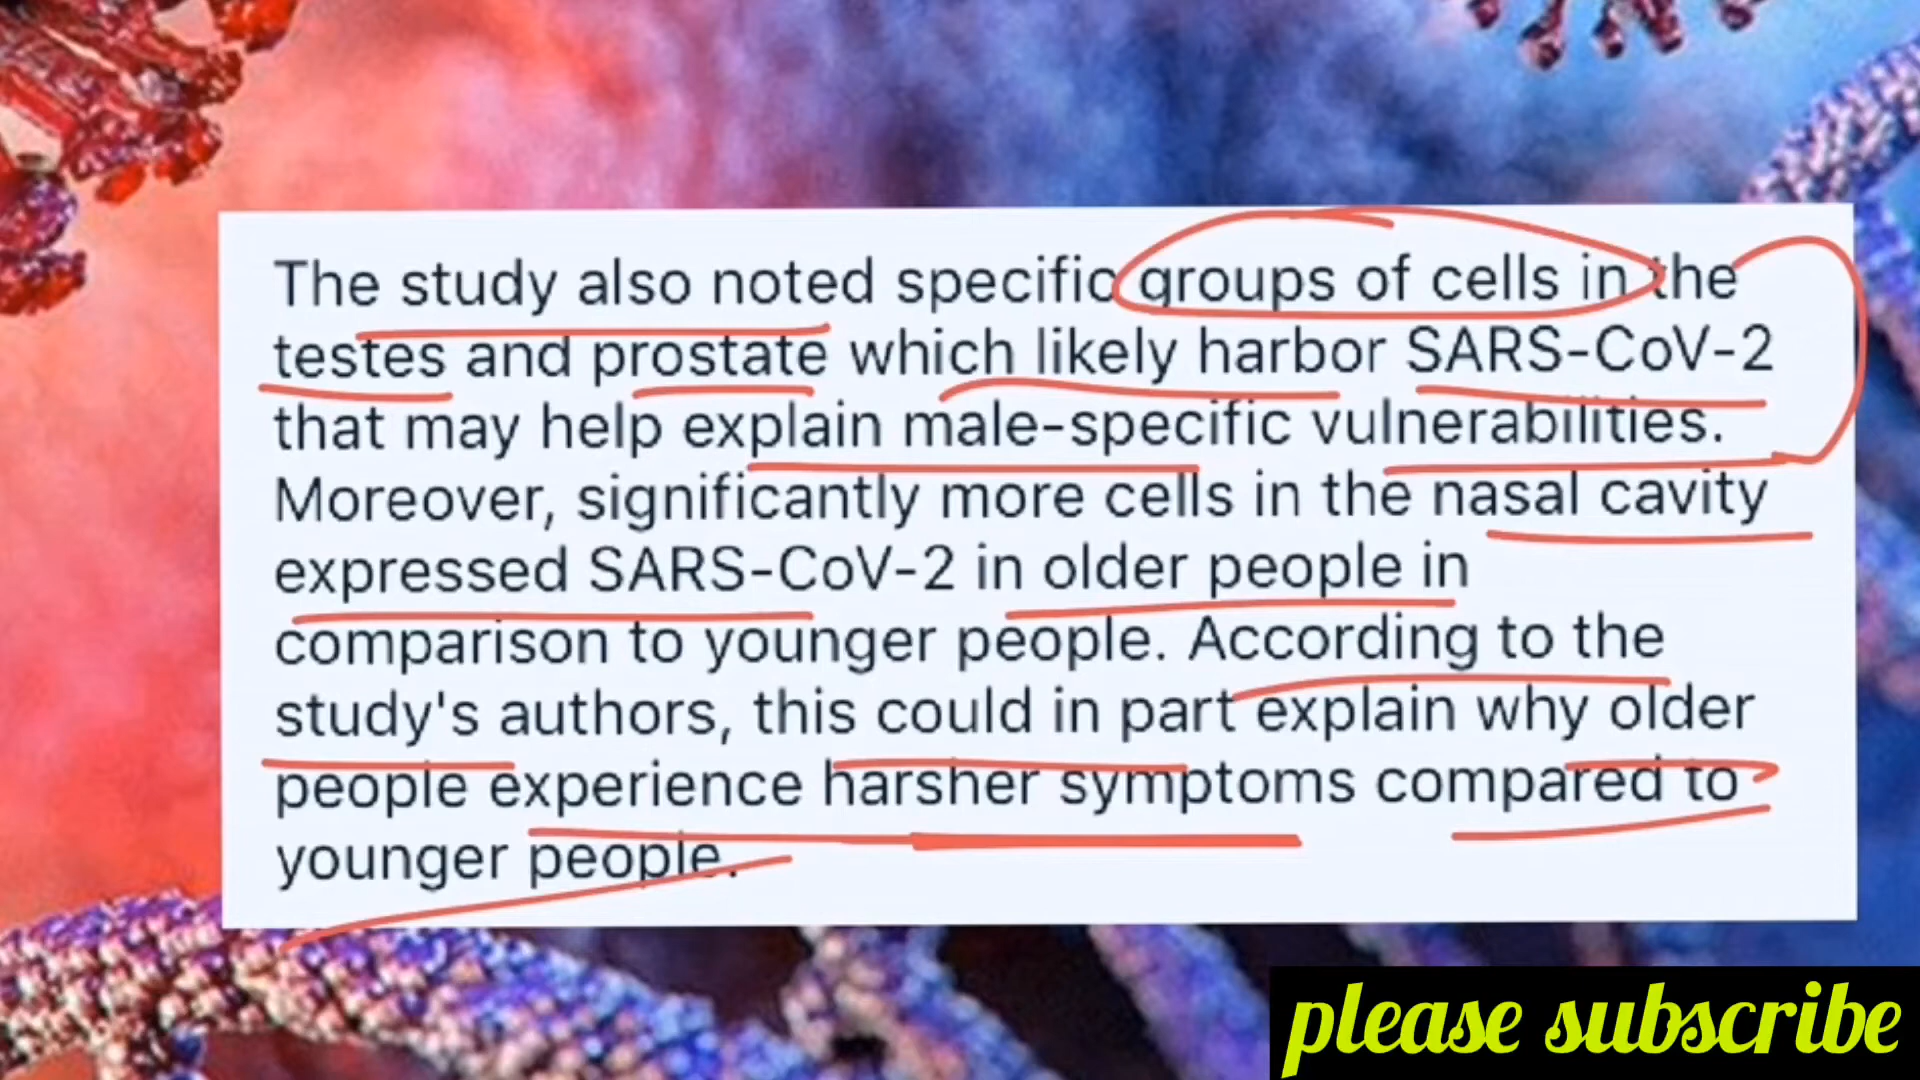 The study also noted specific groups of cells in the
testes and prostate which likely harbor SARS-CoV-2
that may help explain male-specific vulnerabilities.
Moreover, significantly more cells in the nasal cavity
expressed SARS-CoV-2 in older people in
comparison to younger people. According to the
study's authors, this could in part explain why older
people experience harsher symptoms compared to
younger people.
please subscribe